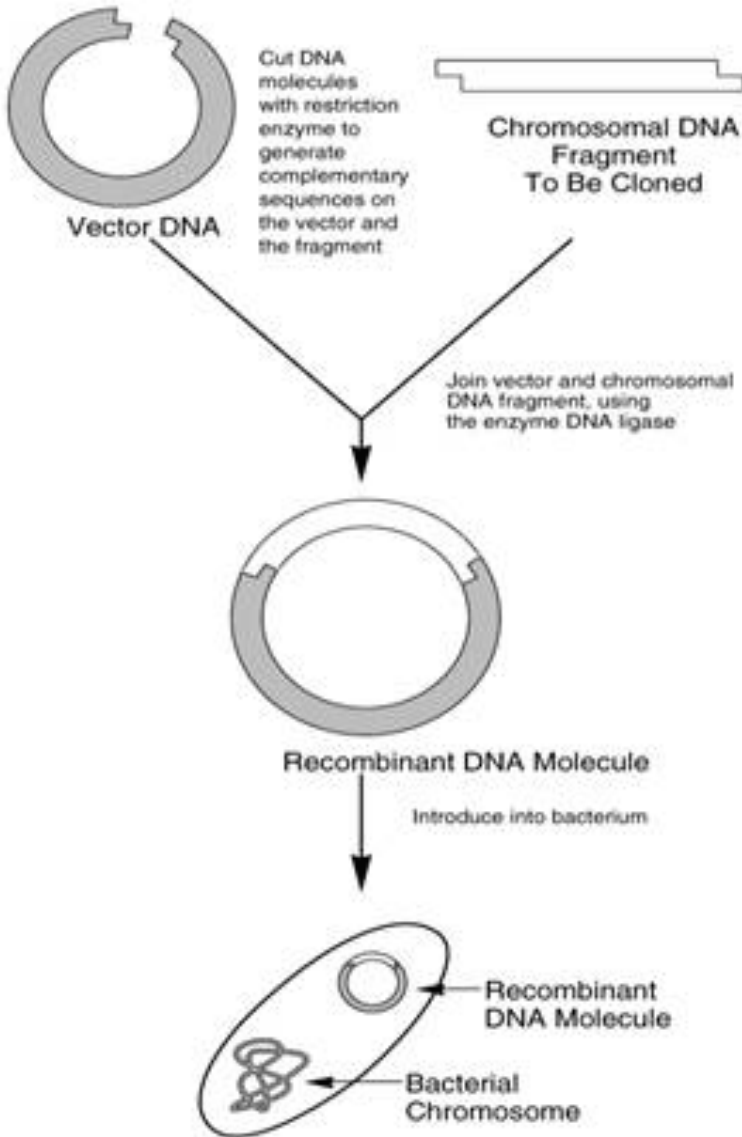 Cut DNA
molecules
with restriction
enzyme to
generate
complementary
sequences on
the vector and
the fragment
Vector DNA
Chromosomal DNA
Fragment
To Be Cloned
Join vector and chromosomal
DNA fragment, using
the enzyme DNA ligase
Recombinant DNA Molecule
Introduce into bacterium
Recombinant
DNA Molecule
Bacterial
Chromosome